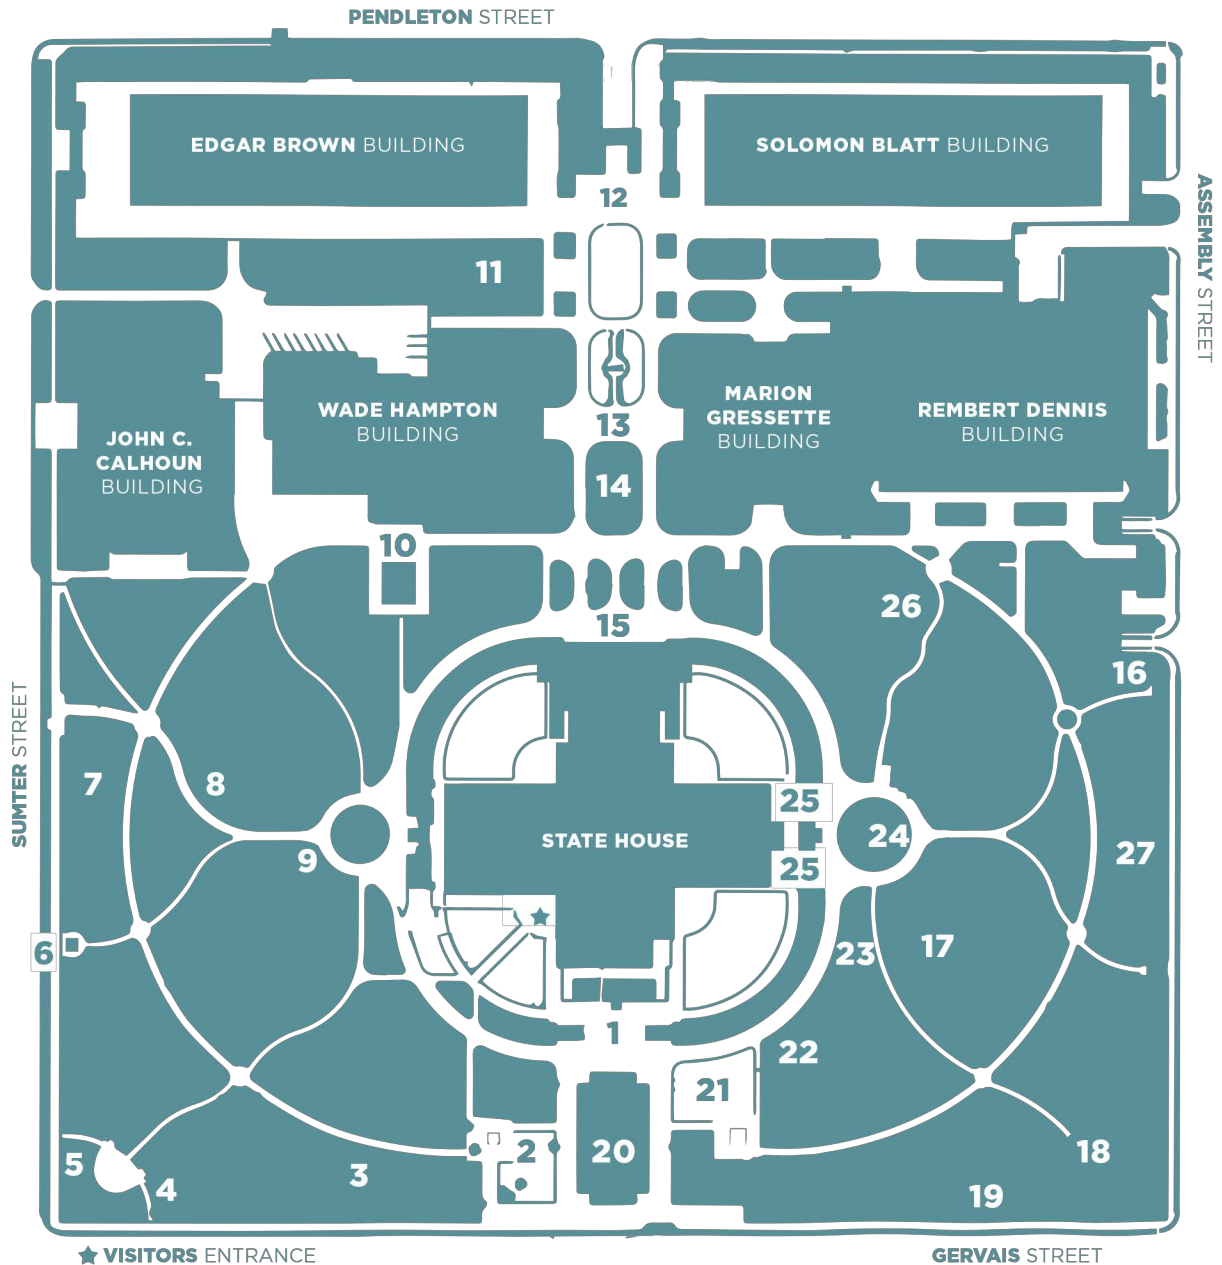 PENDLETON STREET
EDGAR BROWN BUILDING
SOLOMON BLATT BUILDING
ASSEMBLY STREET
12
11
MARION
GRESSETTE
BUILDING
WADE HAMPTON
BUILDING
REMBERT DENNIS
BUILDING
13
JOHN C.
CALHOUN
BUILDING
14
10
26
15
16
SUMTER STREET
7
8
25
STATE HOUSE
24
9
25
27
6
23
17
1
22
21
2
20
18
5
4
3
19
VISITORS ENTRANCE
GERVAIS STREET